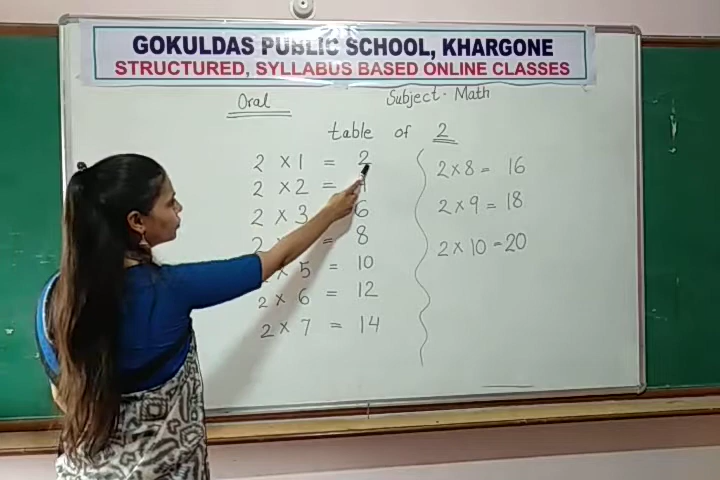 GOKULDAS PUBLIC SCHOOL, KHARGONE
STRUCTURED, SYLLABUS BASED ONLINE CLASSES
Oral
Subject. Math
table of 2
2 × 1 = 2
2 × 2 =
2 × 3 6
2 = 8
× 5 = 10
2 × 6 = 12
2 × 7 = 14
2 × 8 = 16
2 × 9 = 18
2 × 10 = 20